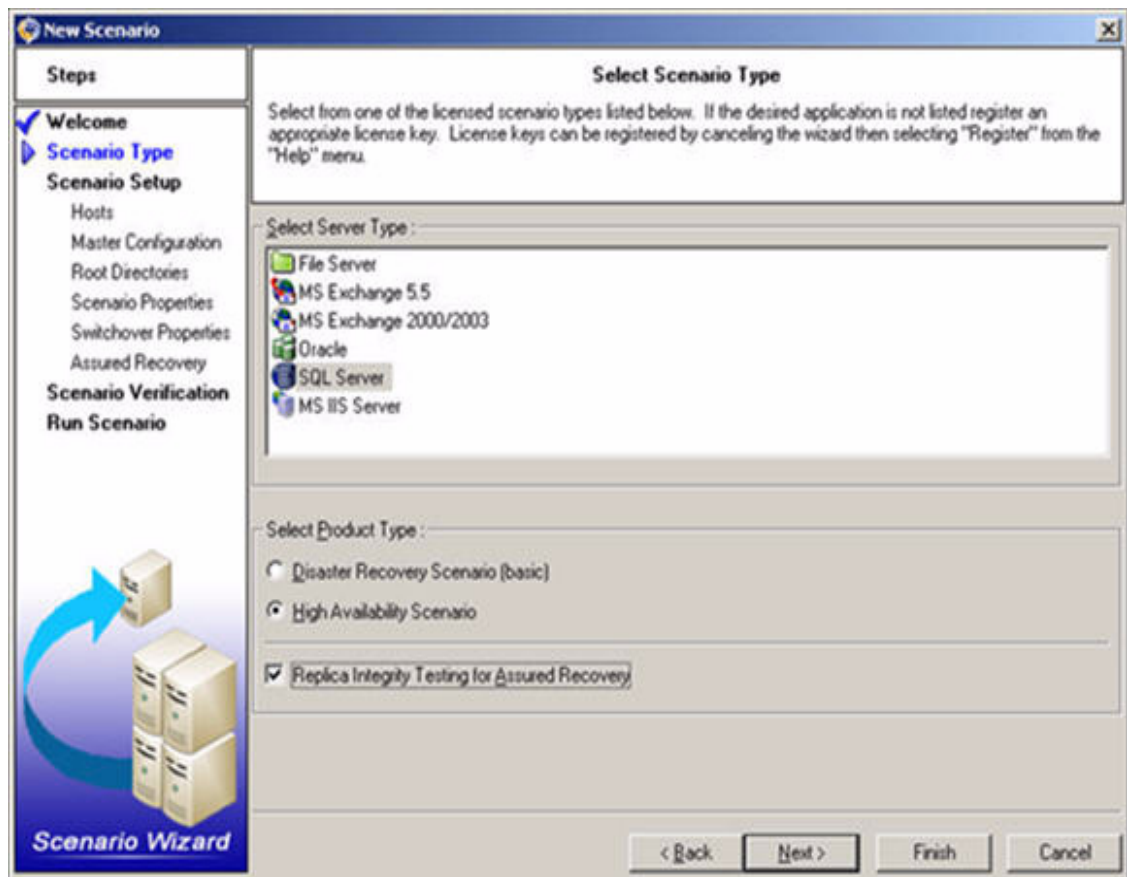 New Scenario
Steps
Welcome
Scenario Type
Scenario Setup
Hosts
Master Configuration
Root Directories
Scenario Properties
Switchover Properties
Assured Recovery
Scenario Verification
Run Scenario
Scenario Wizard
Select Scenario Type
Select from one of the licensed scenario types listed below. If the desired application is not listed register an
appropriate license key. License keys can be registered by canceling the wizard then selecting "Register" from the
"Help" menu.
Select Server Type :
File Server
MS Exchange 5.5
MS Exchange 2000/2003
Oracle
SQL Server
MS IIS Server
Select Product Type :
Disaster Recovery Scenario (basic)
High Availability Scenario
Replica Integrity Testing for Assured Recovery
< Back
Next >
Finish
Cancel